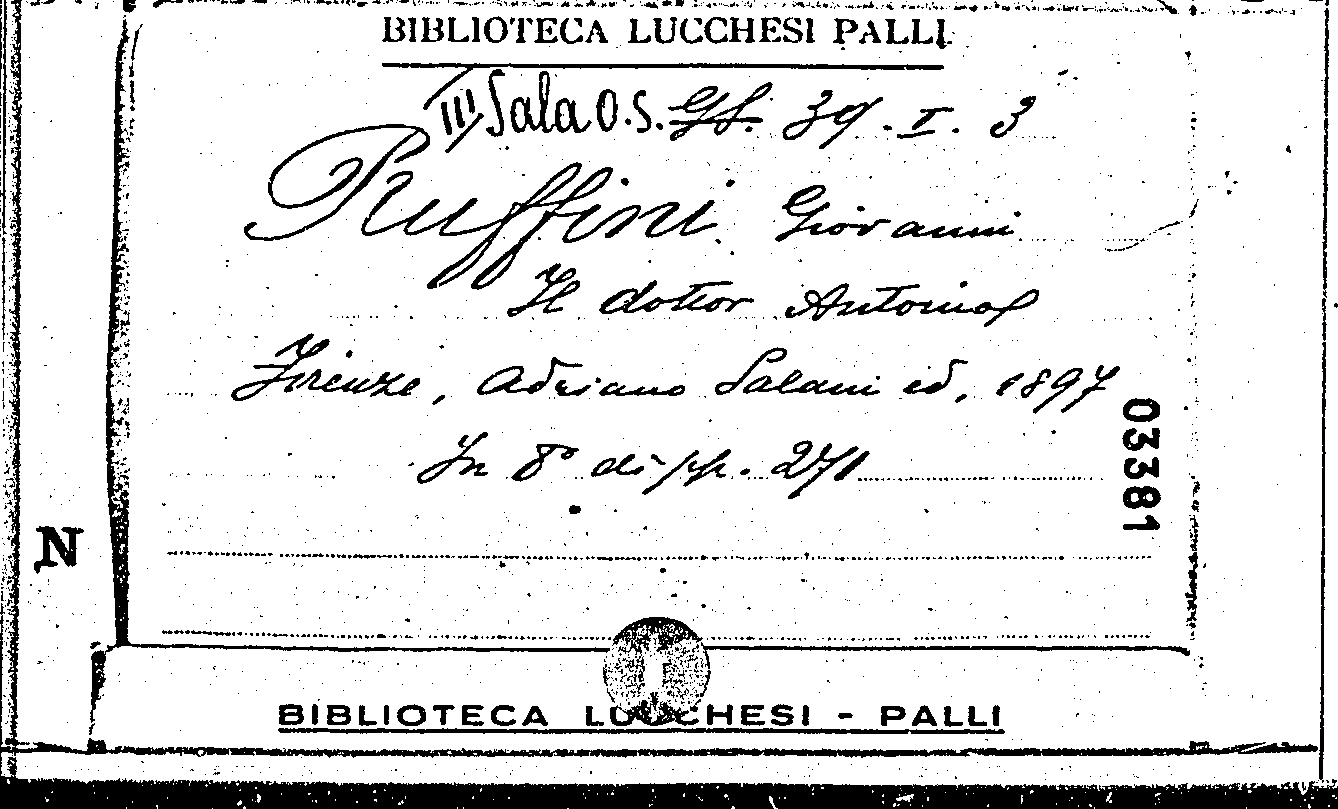 BIBLIOTECA LUCCHESI PALLI
III Sala O.S. 39. I. 3
Ruffini Giovanni
Il dottor Antonio
Firenze, Adriano Salani ed, 1897
In 8° di pp. 271
03381
N
BIBLIOTECA LUCCHESI - PALLI